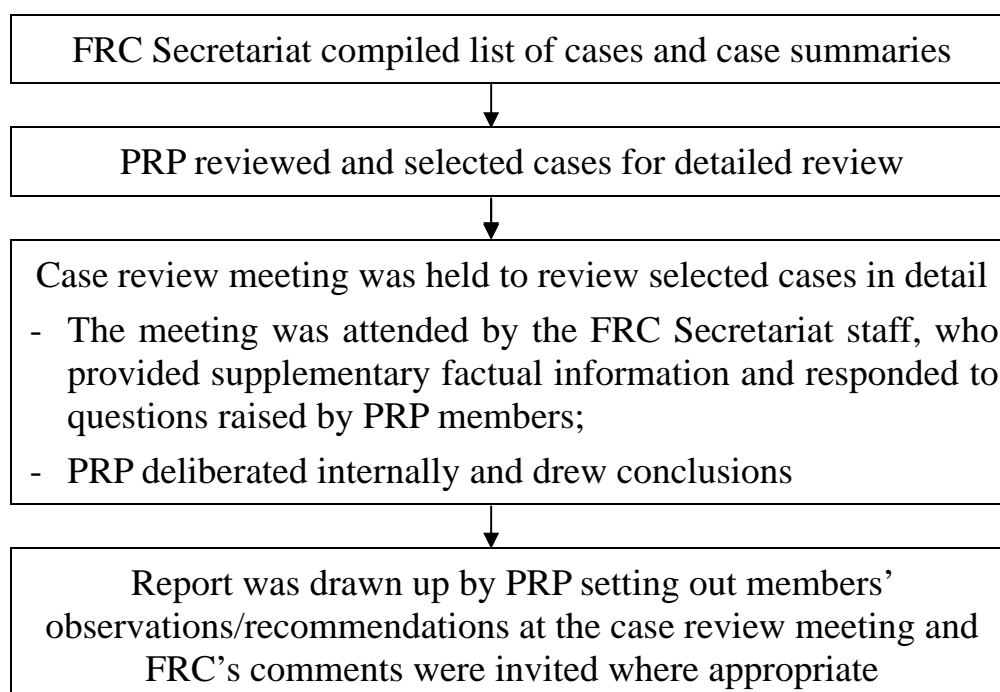 FRC Secretariat compiled list of cases and case summaries
PRP reviewed and selected cases for detailed review
Case review meeting was held to review selected cases in detail
- The meeting was attended by the FRC Secretariat staff, who
provided supplementary factual information and responded to
questions raised by PRP members;
- PRP deliberated internally and drew conclusions
Report was drawn up by PRP setting out members’
observations/recommendations at the case review meeting and
FRC’s comments were invited where appropriate